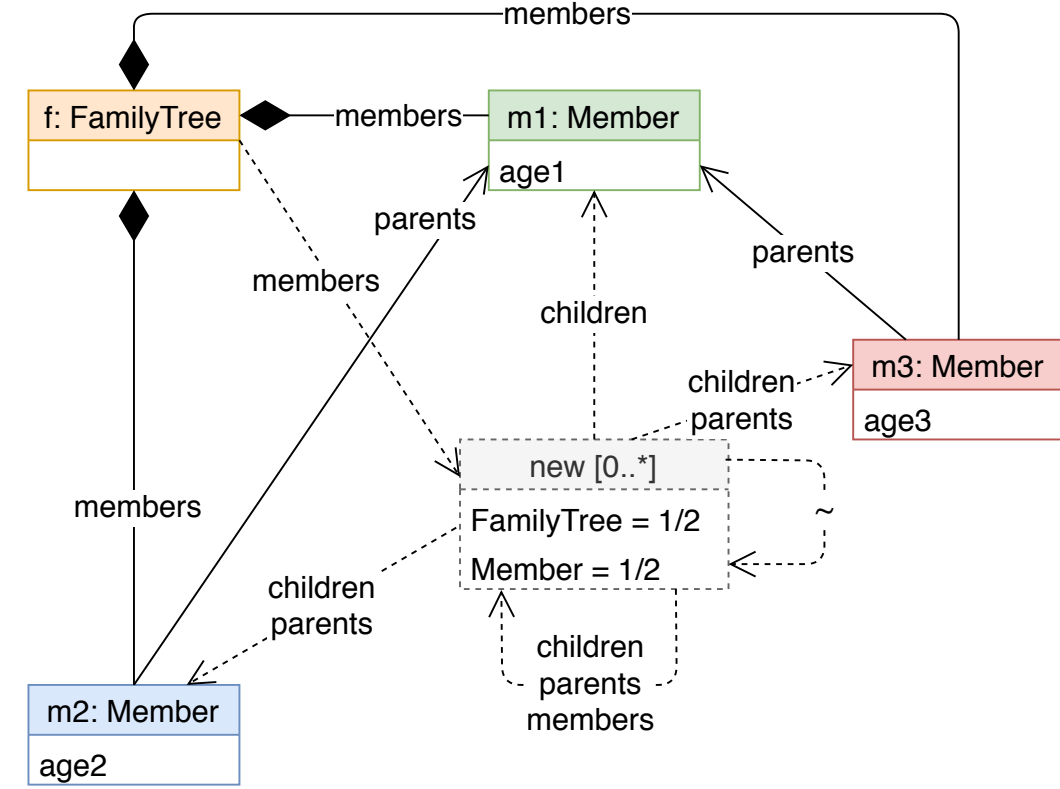 members
f: FamilyTree
members
m1: Member
age1
parents
parents
members
children
m3: Member
age3
children
parents
new [0..*]
FamilyTree = 1/2
Member = 1/2
~
members
children
parents
children
parents
members
m2: Member
age2